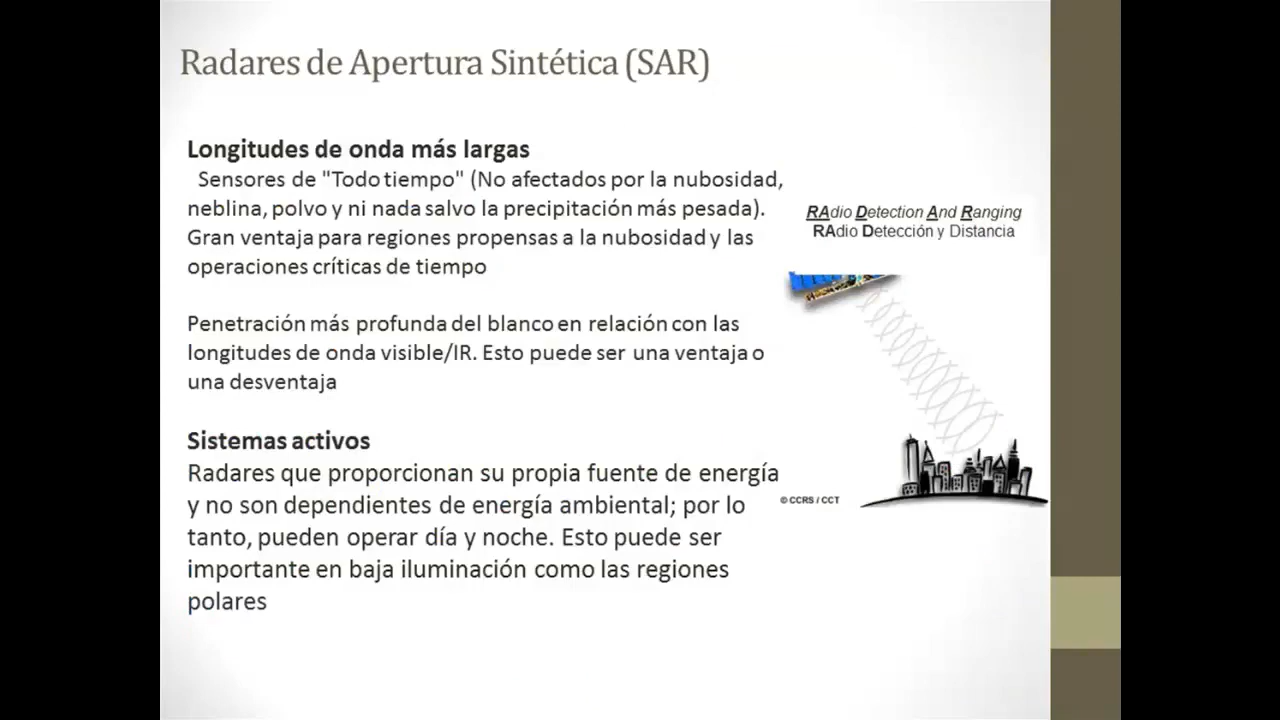 Radares de Apertura Sintética (SAR)
Longitudes de onda más largas
Sensores de "Todo tiempo" (No afectados por la nubosidad,
neblina, polvo y ni nada salvo la precipitación más pesada).
Gran ventaja para regiones propensas a la nubosidad y las
operaciones críticas de tiempo
Penetración más profunda del blanco en relación con las
longitudes de onda visible/IR. Esto puede ser una ventaja o
una desventaja
Sistemas activos
Radares que proporcionan su propia fuente de energía
y no son dependientes de energía ambiental; por lo
tanto, pueden operar día y noche. Esto puede ser
importante en baja iluminación como las regiones
polares
RAdio Detection And Ranging
RAdio Detección y Distancia
© CCRS / CCT